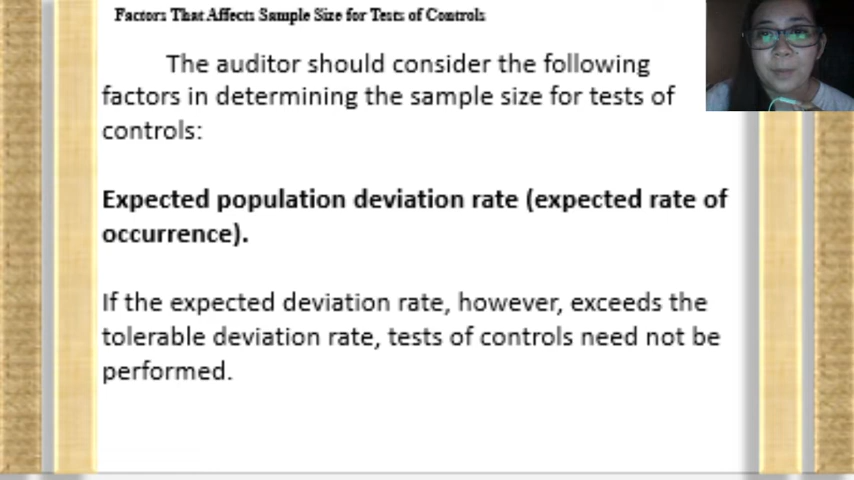 Factors That Affects Sample Size for Tests of Controls
The auditor should consider the following
factors in determining the sample size for tests of
controls:
Expected population deviation rate (expected rate of
occurrence).
If the expected deviation rate, however, exceeds the
tolerable deviation rate, tests of controls need not be
performed.